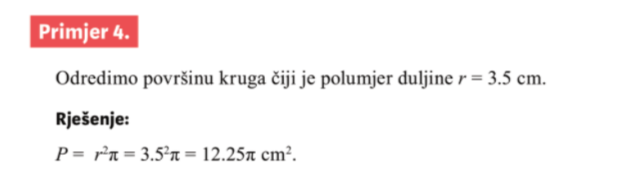 Primjer 4.
Odredimo površinu kruga čiji je polumjer duljine r = 3.5 cm.
Rješenje:
P = r²π = 3.5²π = 12.25π cm².